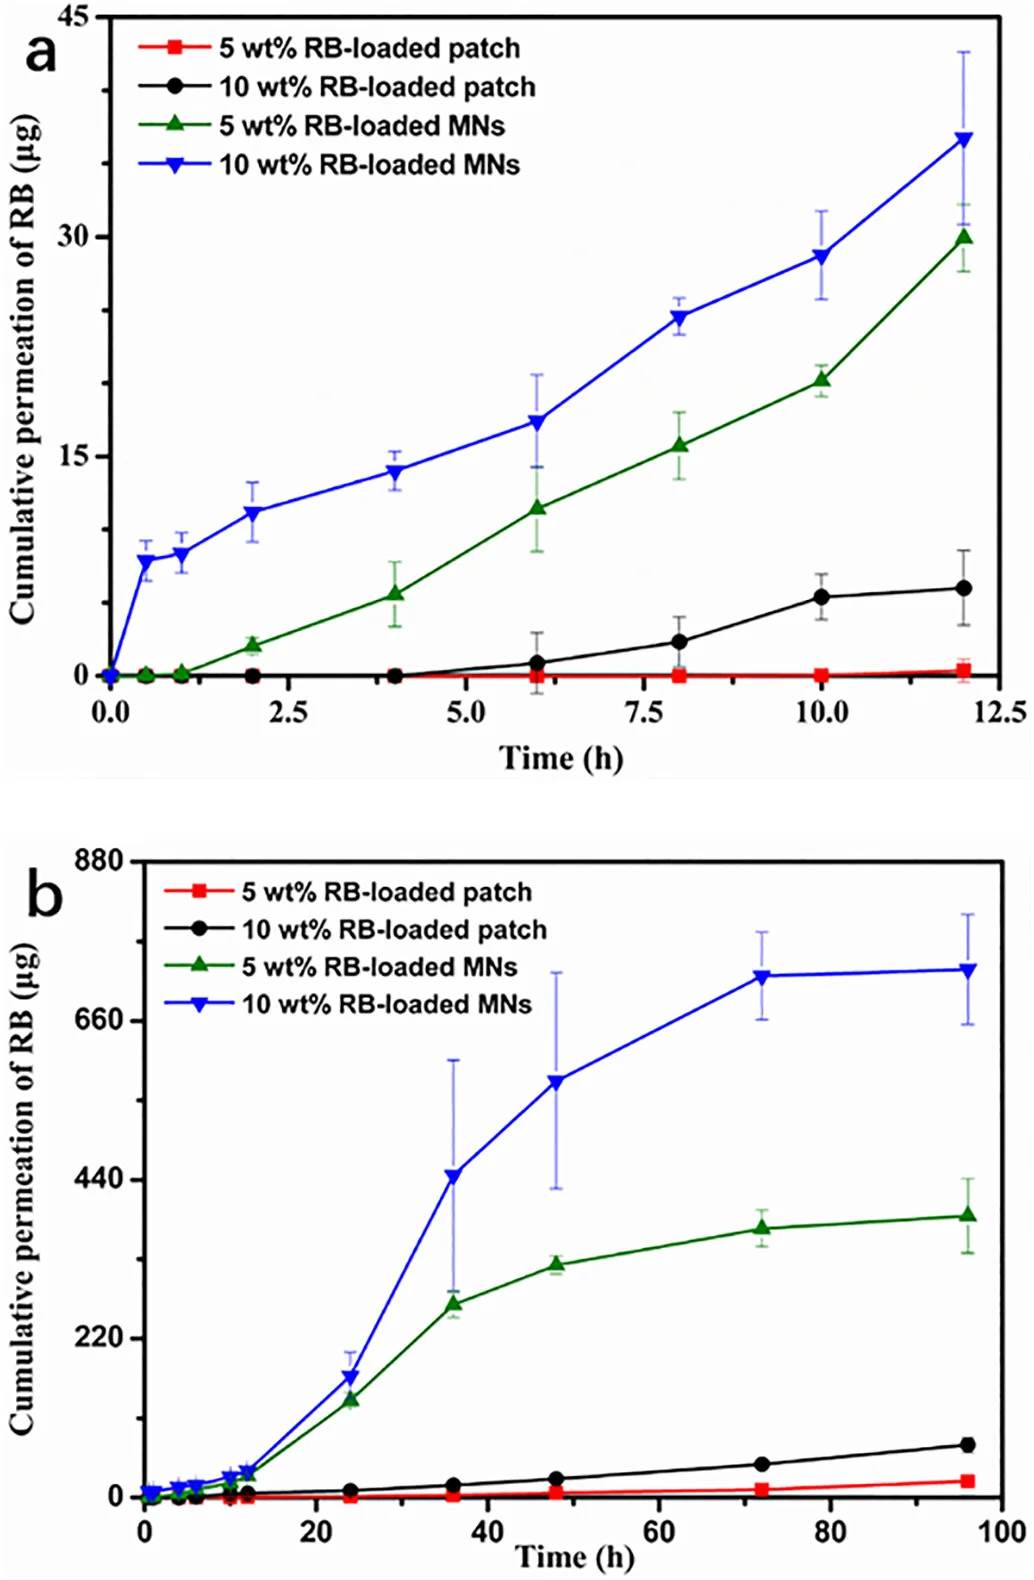 a
45
5 wt% RB-loaded patch
10 wt% RB-loaded patch
5 wt% RB-loaded MNs
10 wt% RB-loaded MNs
30
15
0
Cumulative permeation of RB (μg)
0.0 2.5 5.0 7.5 10.0 12.5
Time (h)
b
880
5 wt% RB-loaded patch
10 wt% RB-loaded patch
5 wt% RB-loaded MNs
10 wt% RB-loaded MNs
660
440
220
0
Cumulative permeation of RB (μg)
0 20 40 60 80 100
Time (h)